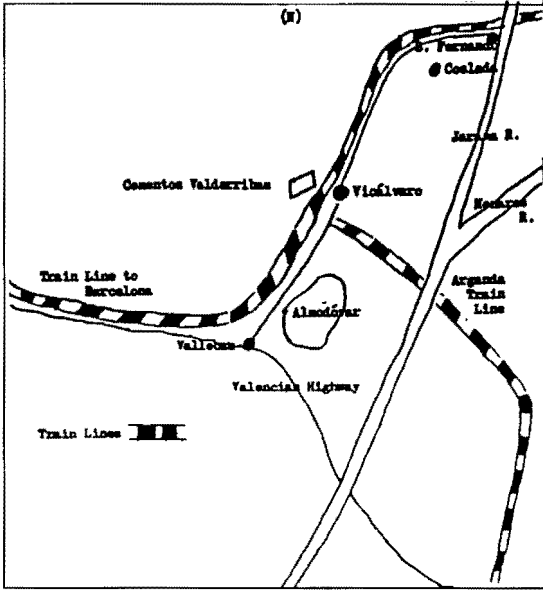 (N)
S. Fernando
Coslada
Jarama R.
Cementos Valderribas
Vicálvaro
Henares
R.
Train Line to
Barcelona
Arganda
Train
Line
Almodóvar
Vallecas
Valencian Highway
Train Lines